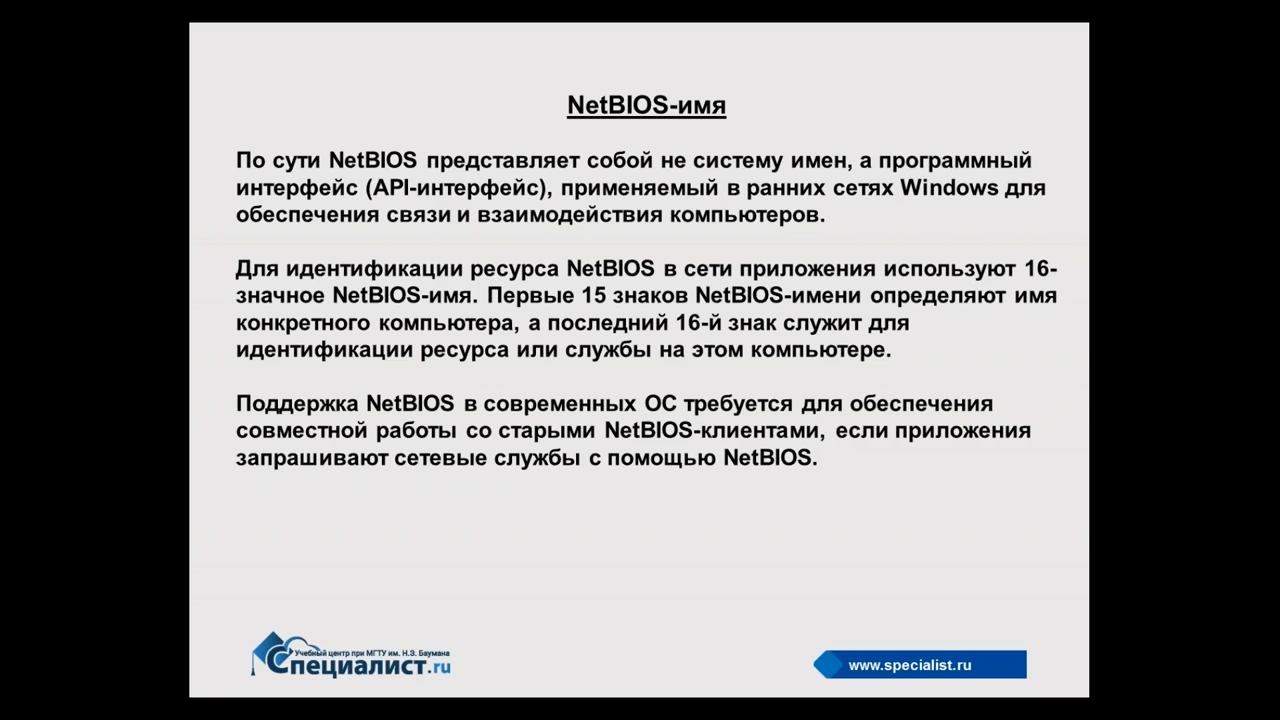 NetBIOS-имя
По сути NetBIOS представляет собой не систему имен, а программный
интерфейс (API-интерфейс), применяемый в ранних сетях Windows для
обеспечения связи и взаимодействия компьютеров.
Для идентификации ресурса NetBIOS в сети приложения используют 16-
значное NetBIOS-имя. Первые 15 знаков NetBIOS-имени определяют имя
конкретного компьютера, а последний 16-й знак служит для
идентификации ресурса или службы на этом компьютере.
Поддержка NetBIOS в современных ОС требуется для обеспечения
совместной работы со старыми NetBIOS-клиентами, если приложения
запрашивают сетевые службы с помощью NetBIOS.
Учебный центр при МГТУ им. Н.Э. Баумана
Специалист.ru
www.specialist.ru